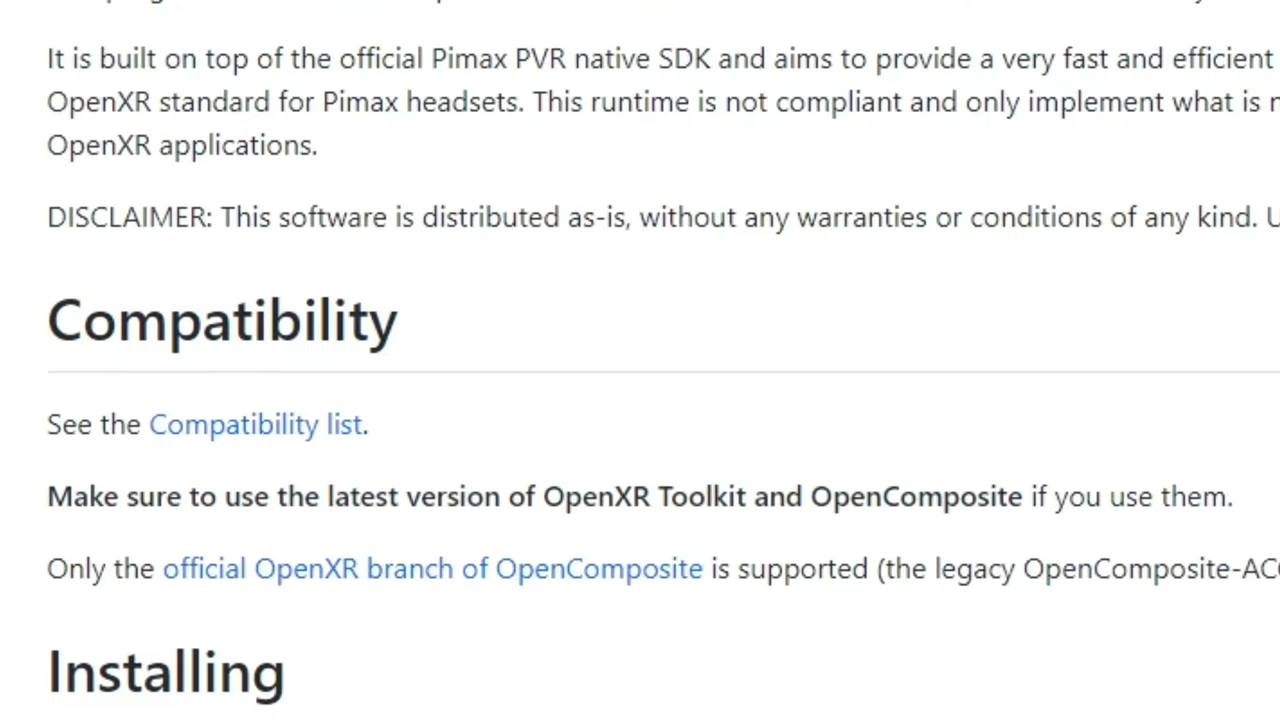 It is built on top of the official Pimax PVR native SDK and aims to provide a very fast and efficient
OpenXR standard for Pimax headsets. This runtime is not compliant and only implement what is
OpenXR applications.
DISCLAIMER: This software is distributed as-is, without any warranties or conditions of any kind.
Compatibility
See the Compatibility list.
Make sure to use the latest version of OpenXR Toolkit and OpenComposite if you use them.
Only the official OpenXR branch of OpenComposite is supported (the legacy
Installing